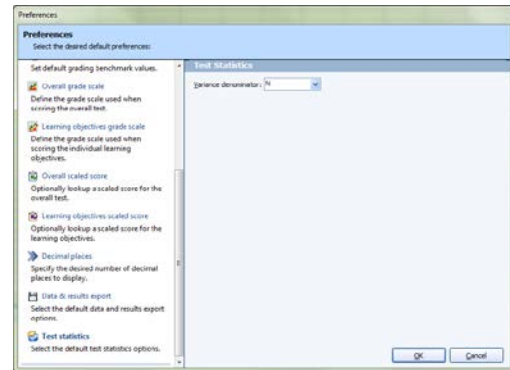 Preferences
Preferences
Select the desired default preferences:
Set default grading benchmark values.
Overall grade scale
Define the grade scale used when
scoring the overall test.
Learning objectives grade scale
Define the grade scale used when
scoring the individual learning
objectives.
Overall scaled score
Optionally lookup a scaled score for the
overall test.
Learning objectives scaled score
Optionally lookup a scaled score for the
learning objectives.
Decimal places
Specify the desired number of decimal
places to display.
Data & results export
Select the default data and results export
options.
Test statistics
Select the default test statistics options.
Test Statistics
Variance denominator: N
OK
Cancel